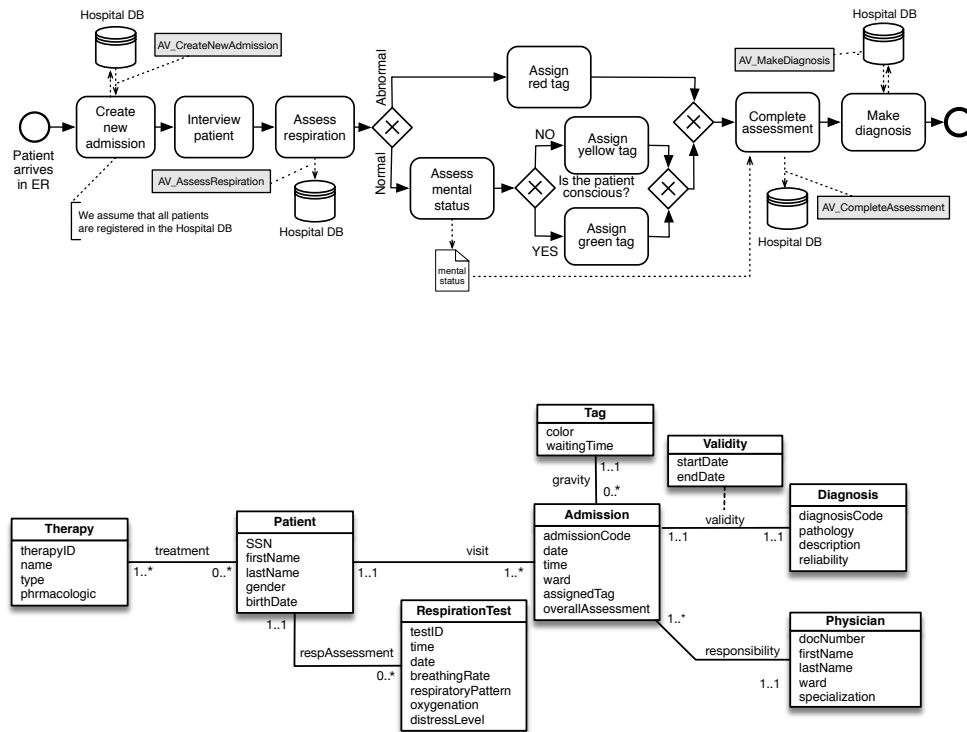 Hospital DB
AV_CreateNewAdmission
Create
new
admission
Interview
patient
Assess
respiration
Patient
arrives
in ER
AV_AssessRespiration
Hospital DB
We assume that all patients
are registered in the Hospital DB
Abnormal
Normal
Assign
red tag
Assess
mental
status
mental
status
NO
Assign
yellow tag
Is the patient
conscious?
YES
Assign
green tag
Complete
assessment
Hospital DB
AV_CompleteAssessment
Hospital DB
AV_MakeDiagnosis
Make
diagnosis
Tag
color
waitingTime
1..1
gravity
0..*
Validity
startDate
endDate
Therapy
therapyID
name
type
phrmacologic
treatment
1..*
0..*
Patient
SSN
firstName
lastName
gender
birthDate
visit
1..1
1..*
Admission
admissionCode
date
time
ward
assignedTag
overallAssessment
validity
1..1
1..1
Diagnosis
diagnosisCode
pathology
description
reliability
1..1
respAssessment
0..*
RespirationTest
testID
time
date
breathingRate
respiratoryPattern
oxygenation
distressLevel
1..*
responsibility
1..1
Physician
docNumber
firstName
lastName
ward
specialization